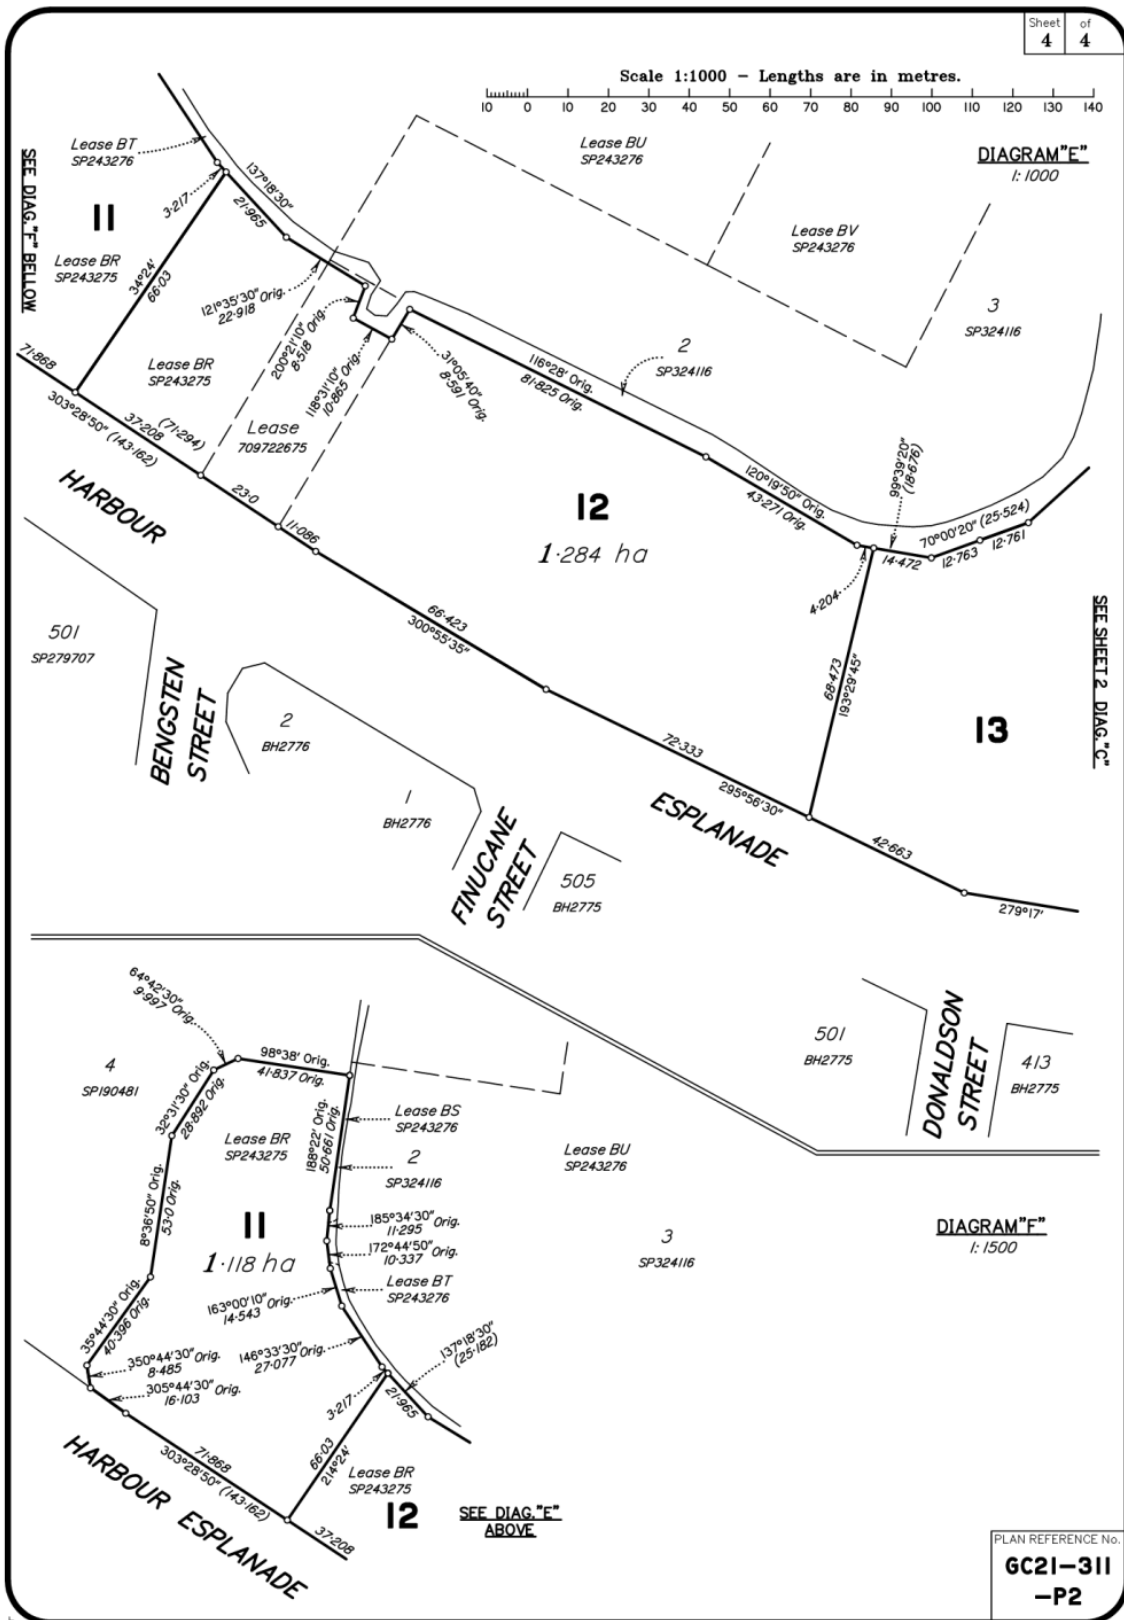 Sheet of
4 4
Scale 1:1000 – Lengths are in metres.
10 0 10 20 30 40 50 60 70 80 90 100 110 120 130 140
DIAGRAM"E"
1:1000
SEE DIAG."F" BELLOW
Lease BT
SP243276
11
Lease BR
SP243275
3·217
137°18'30"
21·965
34°24'
66·03
71·868
Lease BU
SP243276
Lease BV
SP243276
3
SP324116
2
SP324116
121°35'30" Orig.
22·918
200°21'10" Orig.
8·518
118°31'10" Orig.
10·865
31°05'40"
8·591 Orig.
116°28' Orig.
81·825 Orig.
Lease BR
SP243275
Lease
709722675
37·208 (71·294)
303°28'50" (143·162)
23·0
11·086
12
1·284 ha
120°19'50" Orig.
43·271 Orig.
99°39'20"
(18·676)
70°00'20" (25·524)
14·472
12·763
12·761
4·204
68·473
193°29'45"
66·423
300°55'35"
72·333
295°56'30"
42·663
279°17'
13
SEE SHEET 2 DIAG."C"
HARBOUR
ESPLANADE
501
SP279707
BENGSTEN
STREET
2
BH2776
1
BH2776
FINUCANE
STREET
505
BH2775
501
BH2775
DONALDSON
STREET
413
BH2775
64°42'30"
9·997 Orig.
4
SP190481
98°38' Orig.
41·837 Orig.
32°31'30" Orig.
28·892 Orig.
Lease BR
SP243275
188°22' Orig.
50·661 Orig.
Lease BS
SP243276
2
SP324116
Lease BU
SP243276
8°36'50" Orig.
53·0 Orig.
11
1·118 ha
185°34'30"
11·295 Orig.
172°44'50"
10·337 Orig.
Lease BT
SP243276
3
SP324116
DIAGRAM"F"
1:1500
35°44'30" Orig.
40·396 Orig.
163°00'10"
14·543 Orig.
350°44'30" Orig.
8·485
305°44'30" Orig.
16·103
146°33'30" Orig.
27·077
137°18'30"
(25·182)
3·217
21·965
66·03
214°24'
71·868
303°28'50" (143·162)
37·208
Lease BR
SP243275
12
SEE DIAG."E"
ABOVE
HARBOUR ESPLANADE
PLAN REFERENCE No.
GC21–311
–P2